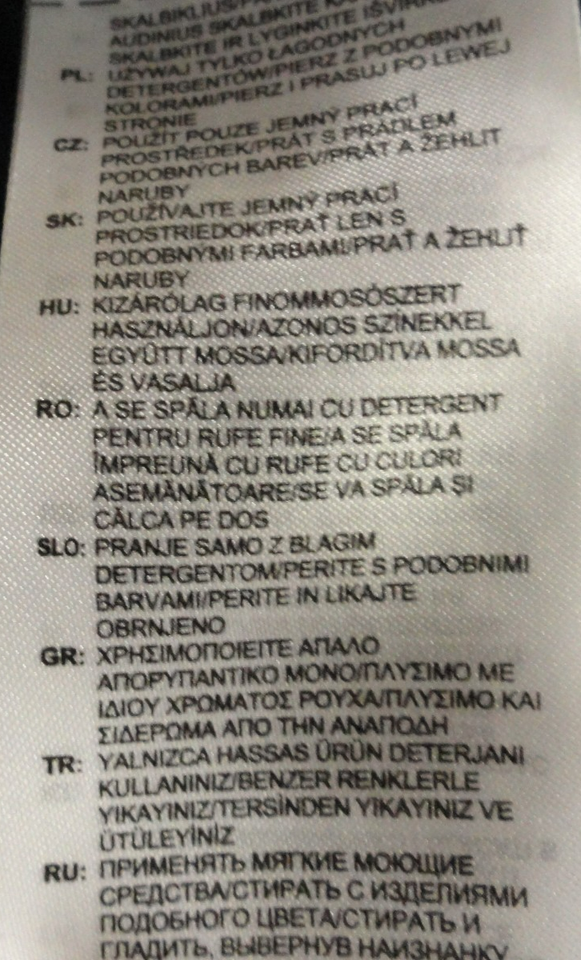 SKALBIKLIUS/
AUDINIUS SKALBKITE
SKALBKITE IR LYGINKITE
PL: UŻYWAJ TYLKO ŁAGODNYCH
DETERGENTÓW/PIERZ Z PODOBNYMI
KOLORAMI/PIERZ I PRASUJ PO LEWEJ
STRONIE
CZ: POUŽÍT POUZE JEMNÝ PRACÍ
PROSTŘEDEK/PRÁT S PRÁDLEM
PODOBNÝCH BAREV/PRÁT A ŽEHLIT
NARUBY
SK: POUŽÍVAJTE JEMNÝ PRACÍ
PROSTRIEDOK/PRAŤ LEN S
PODOBNÝMI FARBAMI/PRAŤ A ŽEHLIŤ
NARUBY
HU: KIZÁRÓLAG FINOMMOSÓSZERT
HASZNÁLJON/AZONOS SZÍNEKKEL
EGYÜTT MOSSA/KIFORDÍTVA MOSSA
ÉS VASALJA
RO: A SE SPĂLA NUMAI CU DETERGENT
PENTRU RUFE FINE/A SE SPĂLA
ÎMPREUNĂ CU RUFE CU CULORI
ASEMĂNĂTOARE/SE VA SPĂLA ȘI
CĂLCA PE DOS
SLO: PRANJE SAMO Z BLAGIM
DETERGENTOM/PERITE S PODOBNIMI
BARVAMI/PERITE IN LIKAJTE
OBRNJENO
GR: ΧΡΗΣΙΜΟΠΟΙΕΙΤΕ ΑΠΑΛΟ
ΑΠΟΡΥΠΑΝΤΙΚΟ ΜΟΝΟ/ΠΛΥΣΙΜΟ ΜΕ
ΙΔΙΟΥ ΧΡΩΜΑΤΟΣ ΡΟΥΧΑ/ΠΛΥΣΙΜΟ ΚΑΙ
ΣΙΔΕΡΩΜΑ ΑΠΟ ΤΗΝ ΑΝΑΠΟΔΗ
TR: YALNIZCA HASSAS ÜRÜN DETERJANI
KULLANINIZ/BENZER RENKLERLE
YIKAYINIZ/TERSİNDEN YIKAYINIZ VE
ÜTÜLEYİNİZ
RU: ПРИМЕНЯТЬ МЯГКИЕ МОЮЩИЕ
СРЕДСТВА/СТИРАТЬ С ИЗДЕЛИЯМИ
ПОДОБНОГО ЦВЕТА/СТИРАТЬ И
ГЛАДИТЬ, ВЫВЕРНУВ НАИЗНАНКУ